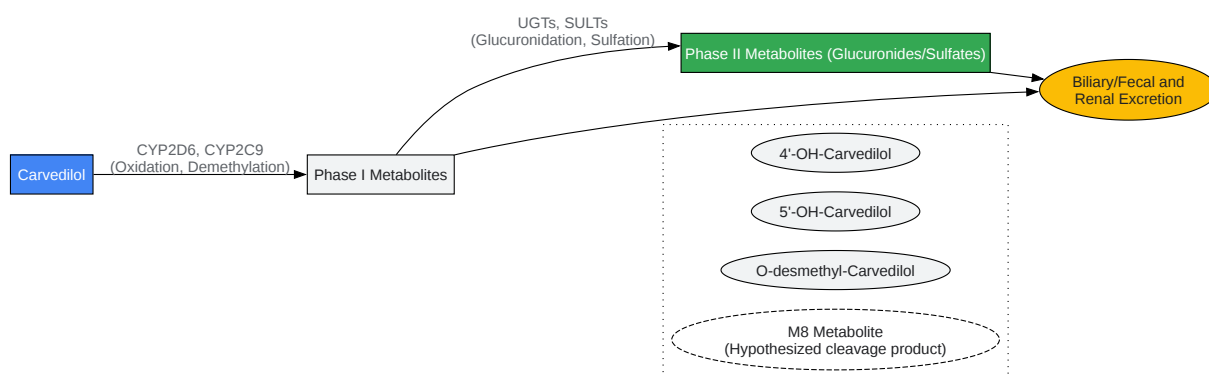 Carvedilol
CYP2D6, CYP2C9
(Oxidation, Demethylation)
Phase I Metabolites
UGTs, SULTs
(Glucuronidation, Sulfation)
Phase II Metabolites (Glucuronides/Sulfates)
Biliary/Fecal and
Renal Excretion
4'-OH-Carvedilol
5'-OH-Carvedilol
O-desmethyl-Carvedilol
M8 Metabolite
(Hypothesized cleavage product)